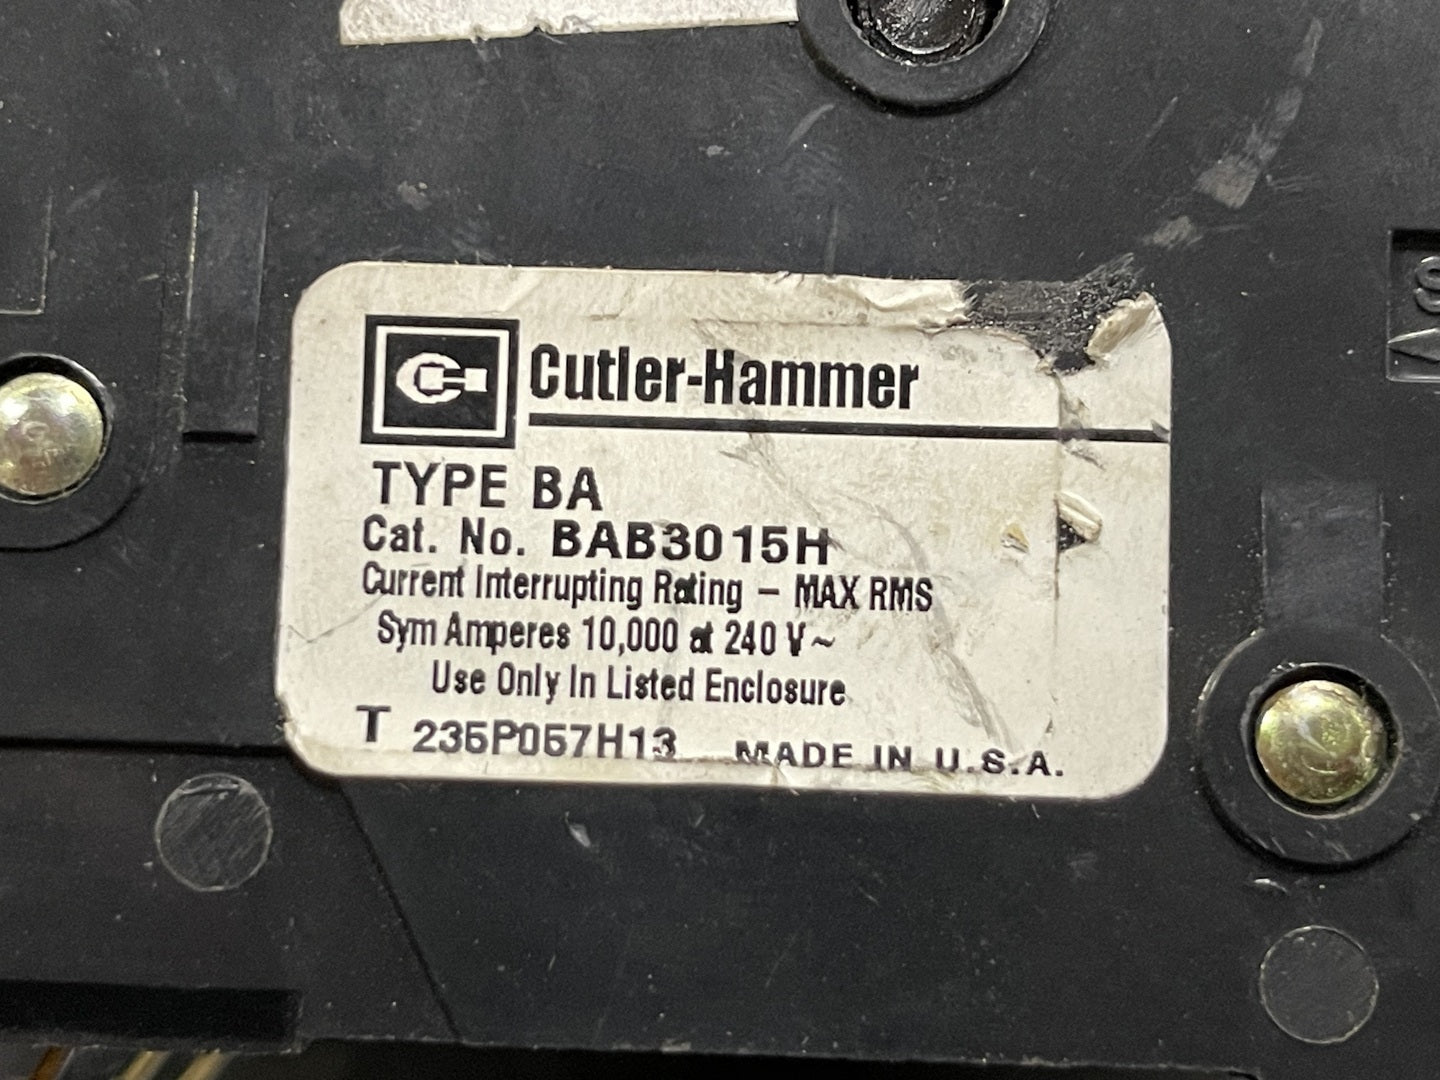 Cutler-Hammer
TYPE BA
Cat. No. BAB3015H
Current Interrupting Rating – MAX RMS
Sym Amperes 10,000 at 240 V~
Use Only In Listed Enclosure
T 235P057H13 MADE IN U.S.A.